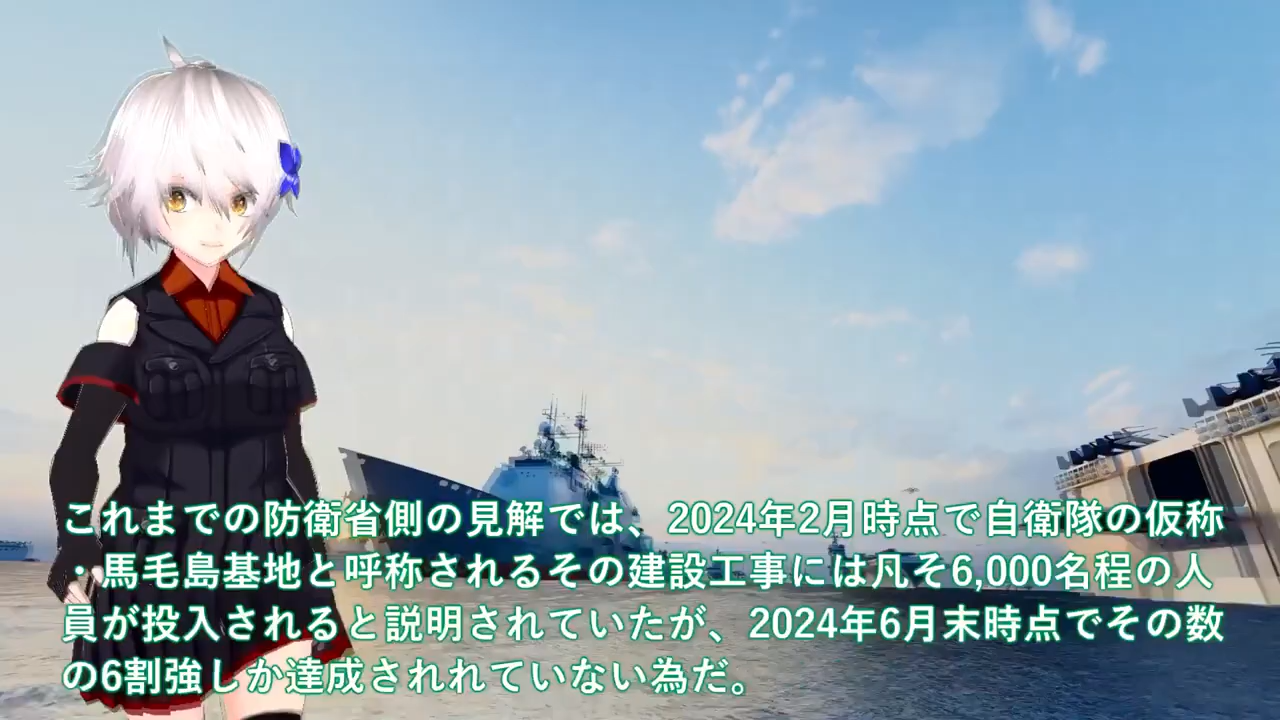 これまでの防衛省側の見解では、2024年2月時点で自衛隊の仮称
・馬毛島基地と呼称されるその建設工事には凡そ6,000名程の人
員が投入されると説明されていたが、2024年6月末時点でその数
の6割強しか達成されれていない為だ。